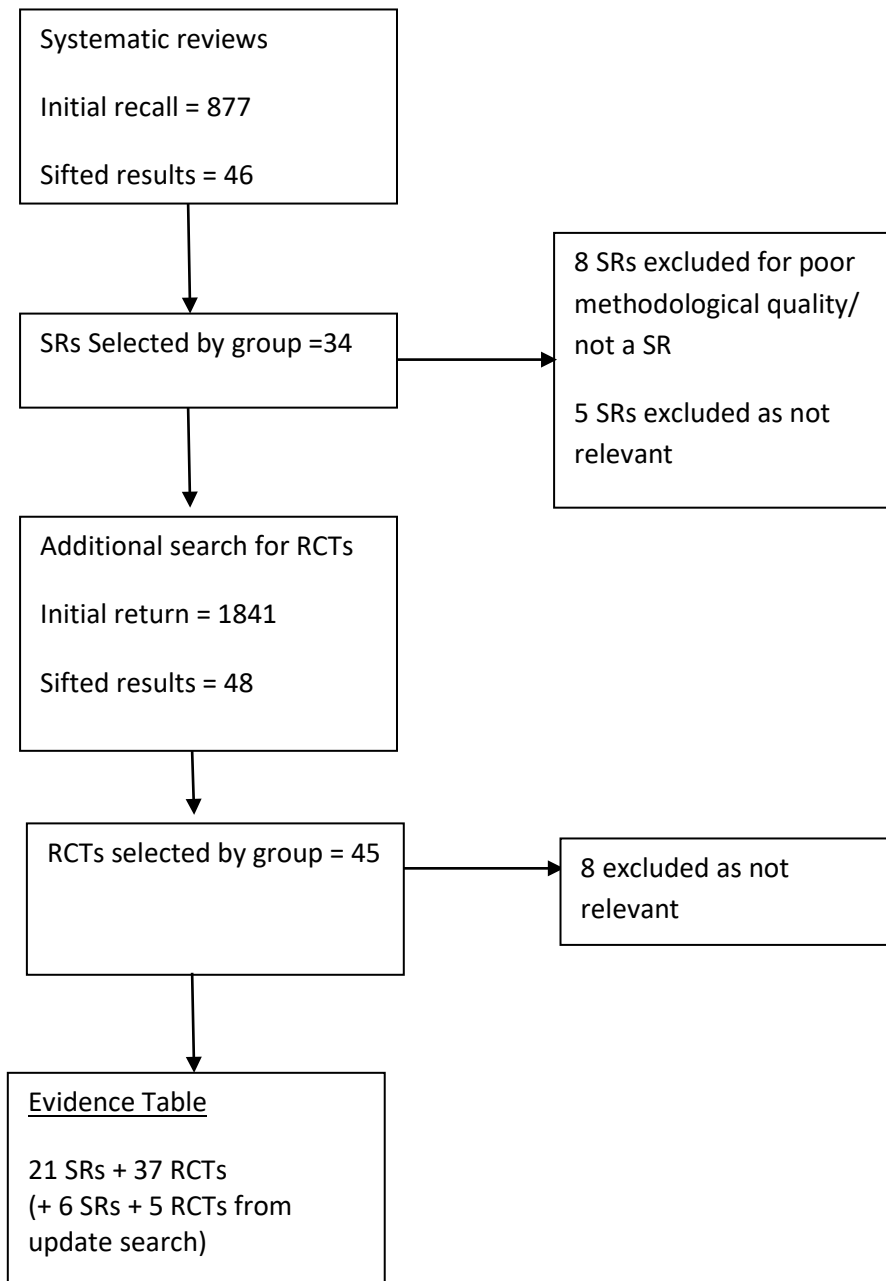 Systematic reviews
Initial recall = 877
Sifted results = 46
8 SRs excluded for poor
methodological quality/
not a SR
5 SRs excluded as not
relevant
SRs Selected by group =34
Additional search for RCTs
Initial return = 1841
Sifted results = 48
RCTs selected by group = 45
8 excluded as not
relevant
Evidence Table
21 SRs + 37 RCTs
(+ 6 SRs + 5 RCTs from
update search)